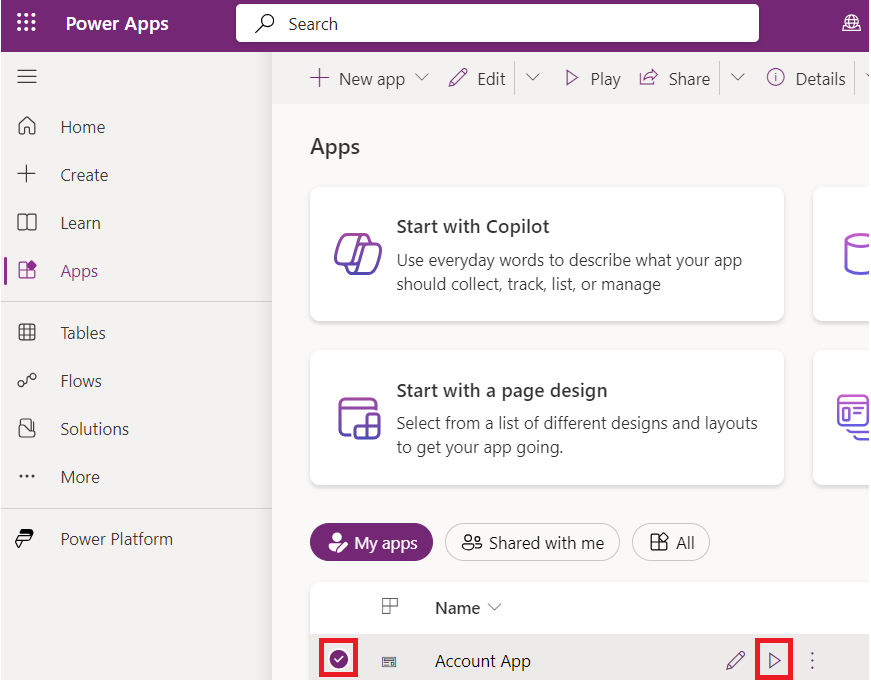 Power Apps
Search
New app
Edit
Play
Share
Details
Home
Create
Learn
Apps
Tables
Flows
Solutions
More
Power Platform
Apps
Start with Copilot
Use everyday words to describe what your app
should collect, track, list, or manage
Start with a page design
Select from a list of different designs and layouts
to get your app going.
My apps
Shared with me
All
Name
Account App